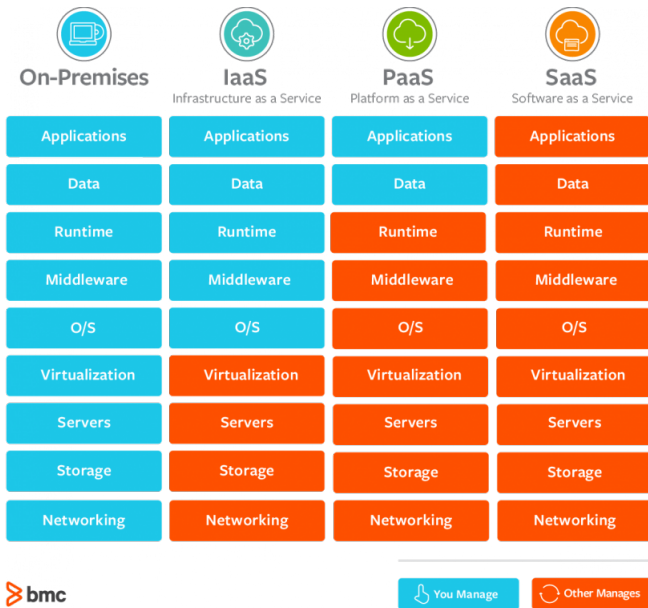 On-Premises
IaaS
Infrastructure as a Service
PaaS
Platform as a Service
SaaS
Software as a Service
Applications
Applications
Applications
Applications
Data
Data
Data
Data
Runtime
Runtime
Runtime
Runtime
Middleware
Middleware
Middleware
Middleware
O/S
O/S
O/S
O/S
Virtualization
Virtualization
Virtualization
Virtualization
Servers
Servers
Servers
Servers
Storage
Storage
Storage
Storage
Networking
Networking
Networking
Networking
bmc
You Manage
Other Manages